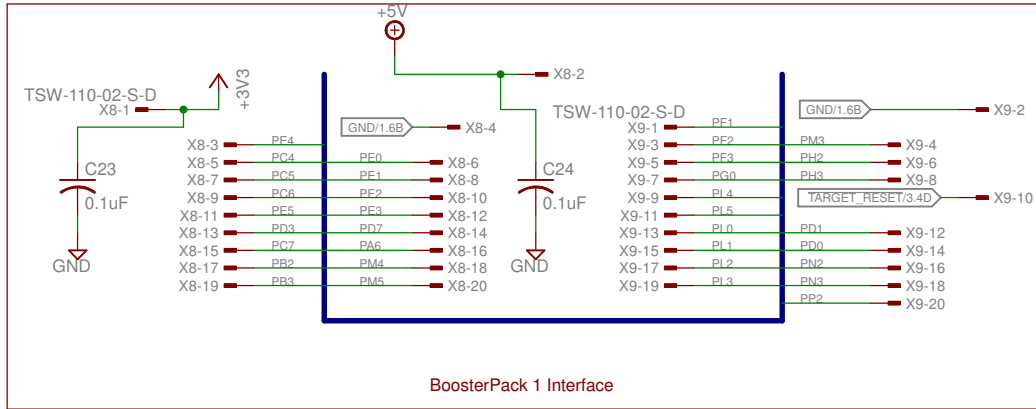 +5V
X8-2
TSW-110-02-S-D
X8-1
+3V3
TSW-110-02-S-D
GND/1.6B
X9-2
GND/1.6B
X8-4
X9-1
PF1
X8-3
PE4
X9-3
PF2
PM3
X9-4
X8-5
PC4
PE0
X8-6
X9-5
PF3
PH2
X9-6
C23
X8-7
PC5
PE1
X8-8
C24
X9-7
PG0
PH3
X9-8
0.1uF
X8-9
PC6
PE2
X8-10
0.1uF
X9-9
PL4
TARGET_RESET/3.4D
X9-10
X8-11
PE5
PE3
X8-12
X9-11
PL5
X8-13
PD3
PD7
X8-14
X9-13
PL0
PD1
X9-12
X8-15
PC7
PA6
X8-16
X9-15
PL1
PD0
X9-14
GND
X8-17
PB2
PM4
X8-18
GND
X9-17
PL2
PN2
X9-16
X8-19
PB3
PM5
X8-20
X9-19
PL3
PN3
X9-18
PP2
X9-20
BoosterPack 1 Interface